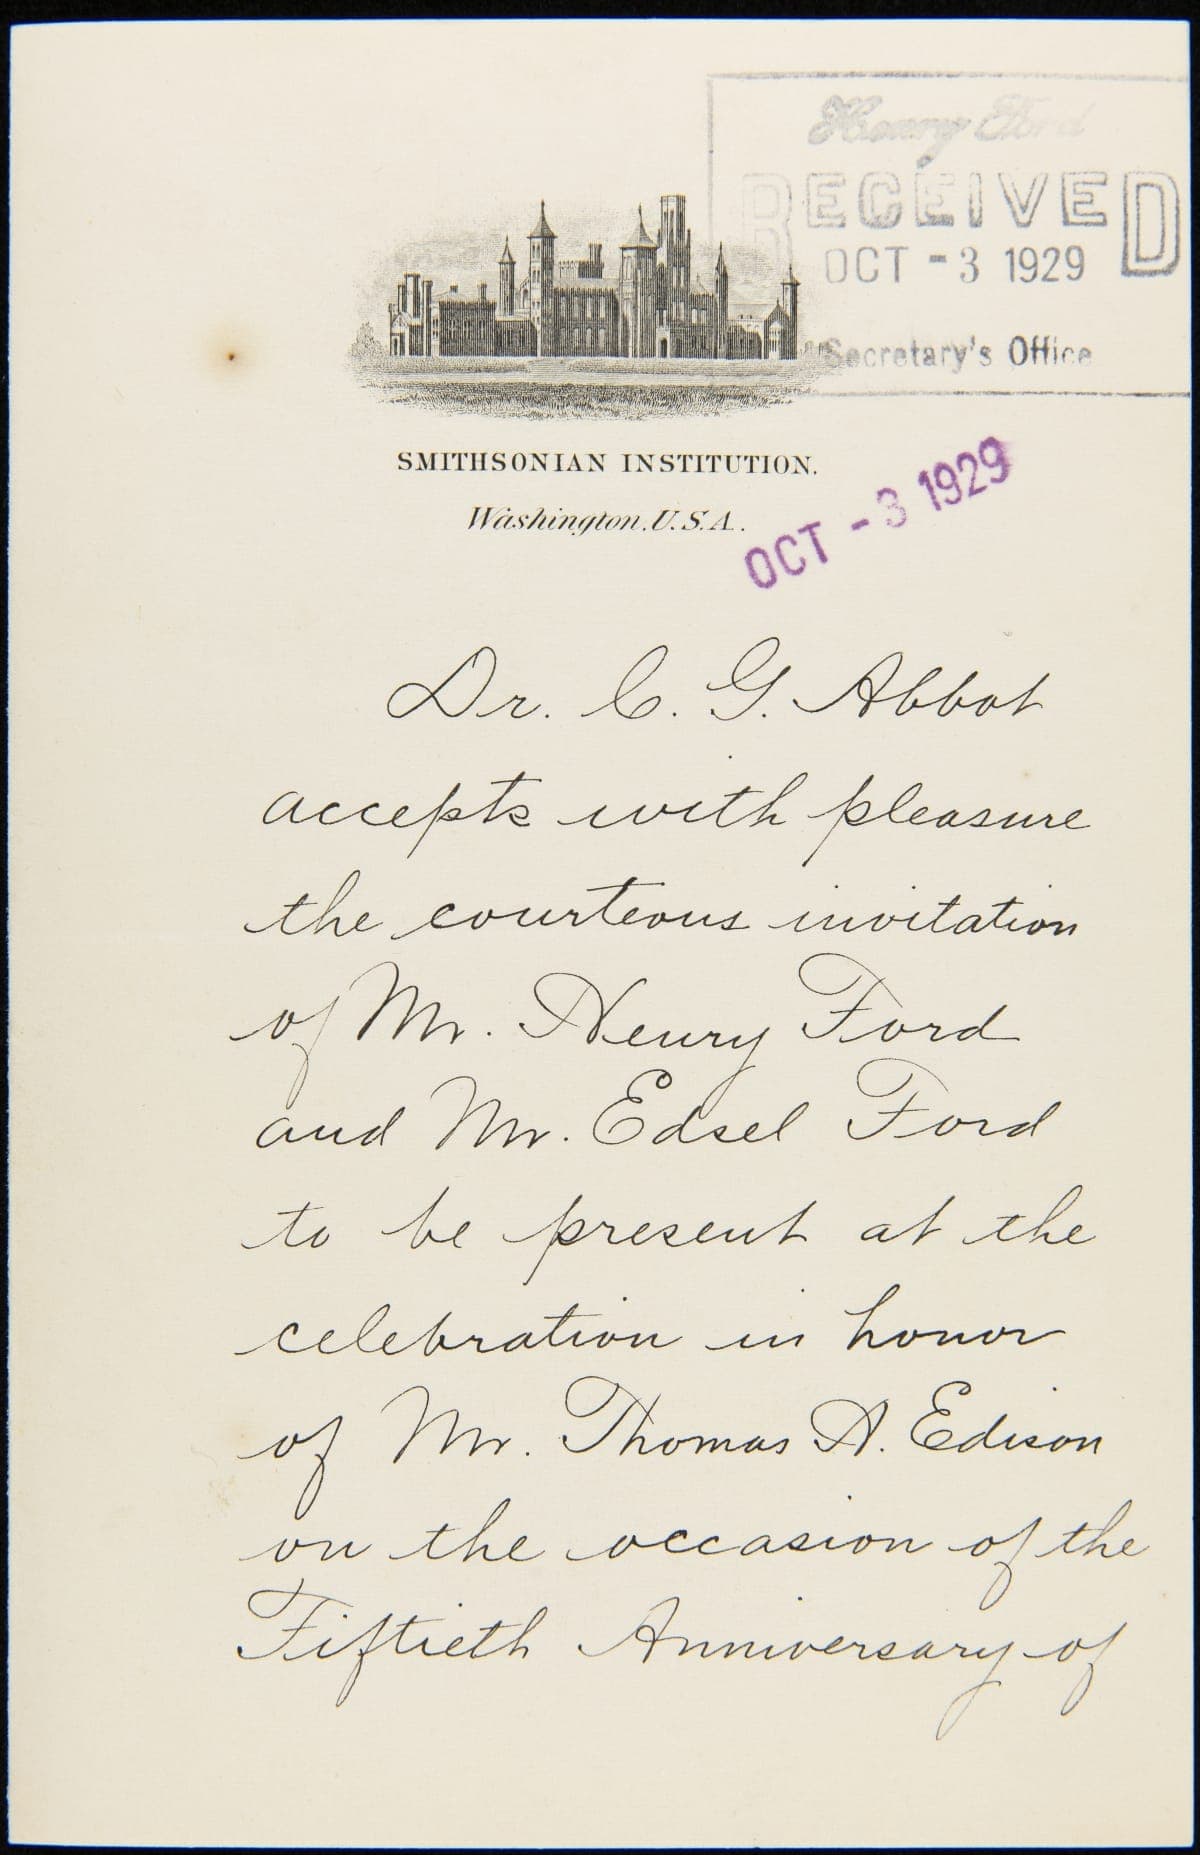 Henry Ford
RECEIVED
OCT - 3 1929
Secretary's Office
SMITHSONIAN INSTITUTION.
Washington, U.S.A.
OCT - 3 1929
Dr. C. G. Abbot
accepts with pleasure
the courteous invitation
of Mr. Henry Ford
and Mr. Edsel Ford
to be present at the
celebration in honor
of Mr. Thomas A. Edison
on the occasion of the
Fiftieth Anniversary of